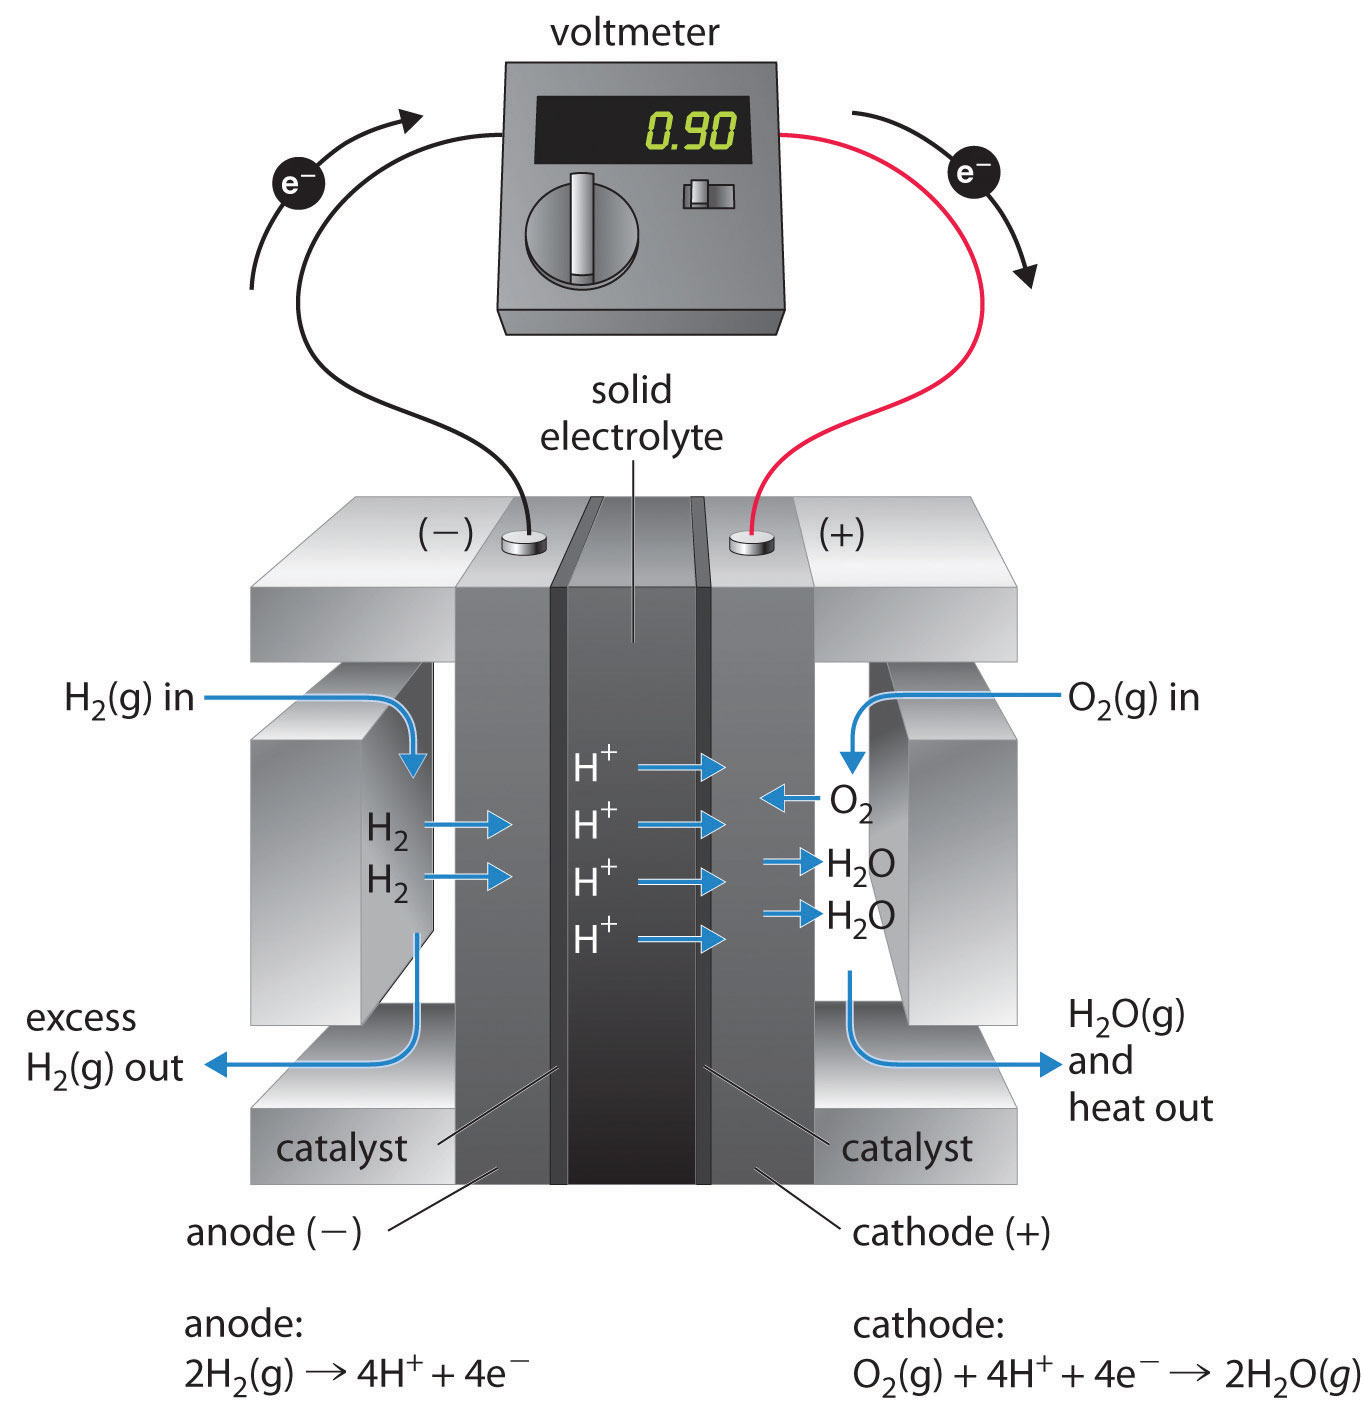 voltmeter
0.90
e⁻
e⁻
solid
electrolyte
(−)
(+)
H₂(g) in
O₂(g) in
H⁺
H⁺
H⁺
H⁺
H₂
H₂
O₂
H₂O
H₂O
excess
H₂(g) out
H₂O(g)
and
heat out
catalyst
catalyst
anode (−)
cathode (+)
anode:
2H₂(g) → 4H⁺ + 4e⁻
cathode:
O₂(g) + 4H⁺ + 4e⁻ → 2H₂O(g)